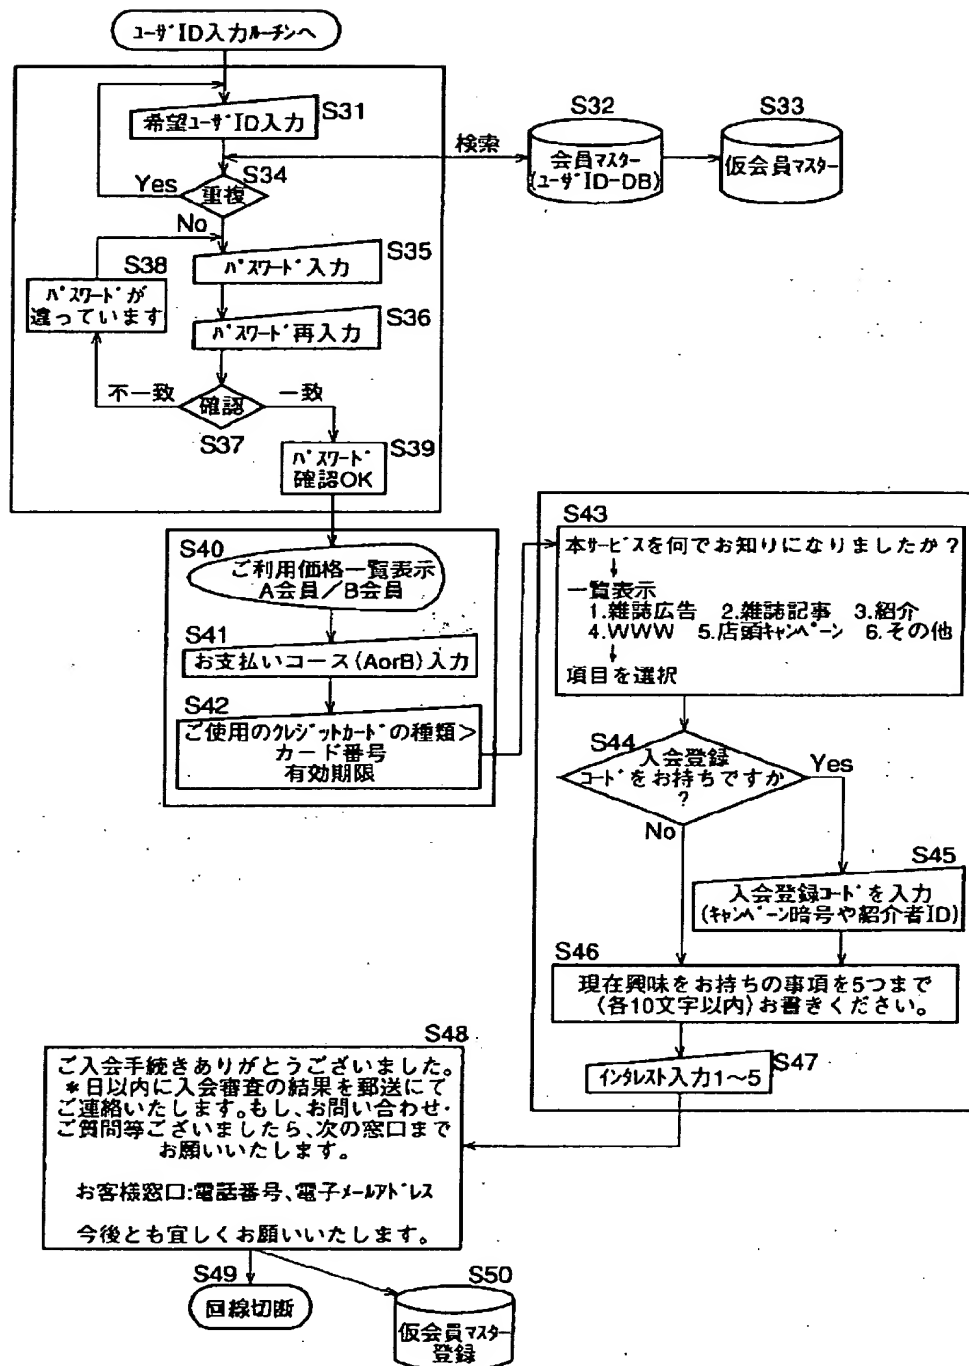 ユーザID入力ルーチンへ
S31
希望ユーザID入力
検索
S32
会員マスター
(ユーザID-DB)
S33
仮会員マスター
S34
重複
Yes
No
S35
パスワード入力
S38
パスワードが
違っています
S36
パスワード再入力
不一致
確認
一致
S37
S39
パスワード
確認OK
S40
ご利用価格一覧表示
A会員/B会員
S41
お支払いコース(AorB)入力
S42
ご使用のクレジットカードの種類>
カード番号
有効期限
S43
本サービスを何でお知りになりましたか?
一覧表示
1.雑誌広告 2.雑誌記事 3.紹介
4.WWW 5.店頭キャンペーン 6.その他
項目を選択
S44
入会登録
コードをお持ちですか
?
Yes
No
S45
入会登録コードを入力
(キャンペーン暗号や紹介者ID)
S46
現在興味をお持ちの事項を5つまで
(各10文字以内)お書きください。
S47
インタレスト入力1~5
S48
ご入会手続きありがとうございました。
*日以内に入会審査の結果を郵送にて
ご連絡いたします。もし、お問い合わせ・
ご質問等ございましたら、次の窓口まで
お願いいたします。
お客様窓口:電話番号、電子メールアドレス
今後とも宜しくお願いいたします。
S49
回線切断
S50
仮会員マスター
登録